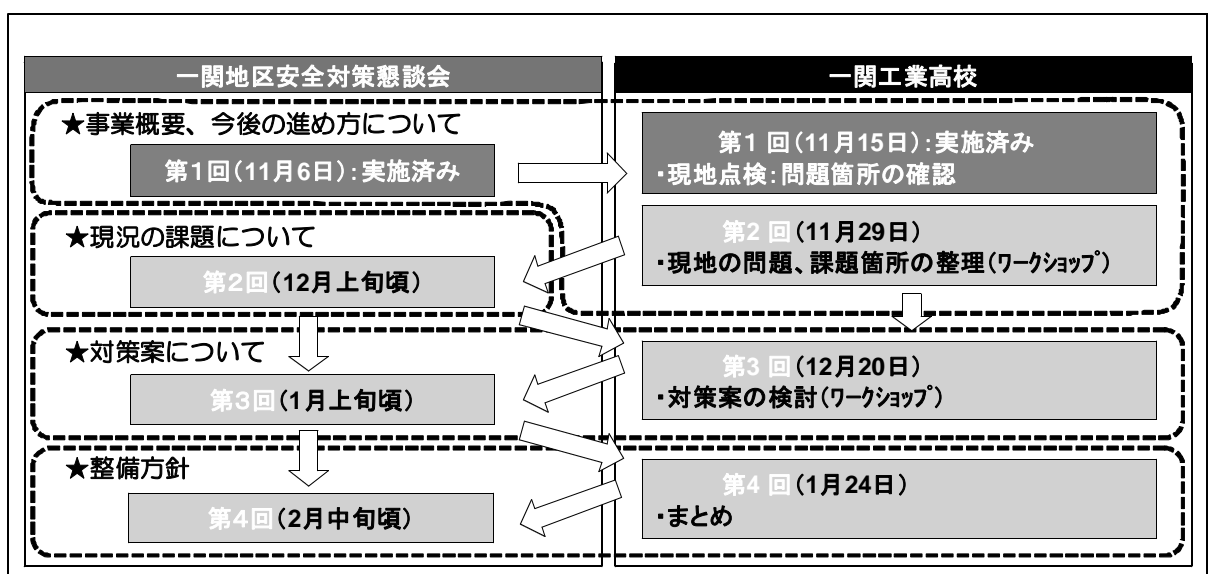 一関地区安全対策懇談会
★事業概要、今後の進め方について
第1回(11月6日):実施済み
★現況の課題について
第2回(12月上旬頃)
★対策案について
第3回(1月上旬頃)
★整備方針
第4回(2月中旬頃)
一関工業高校
第1 回(11月15日):実施済み
・現地点検:問題箇所の確認
第2 回(11月29日)
・現地の問題、課題箇所の整理(ワークショップ)
第3 回(12月20日)
・対策案の検討(ワークショップ)
第4 回(1月24日)
・まとめ